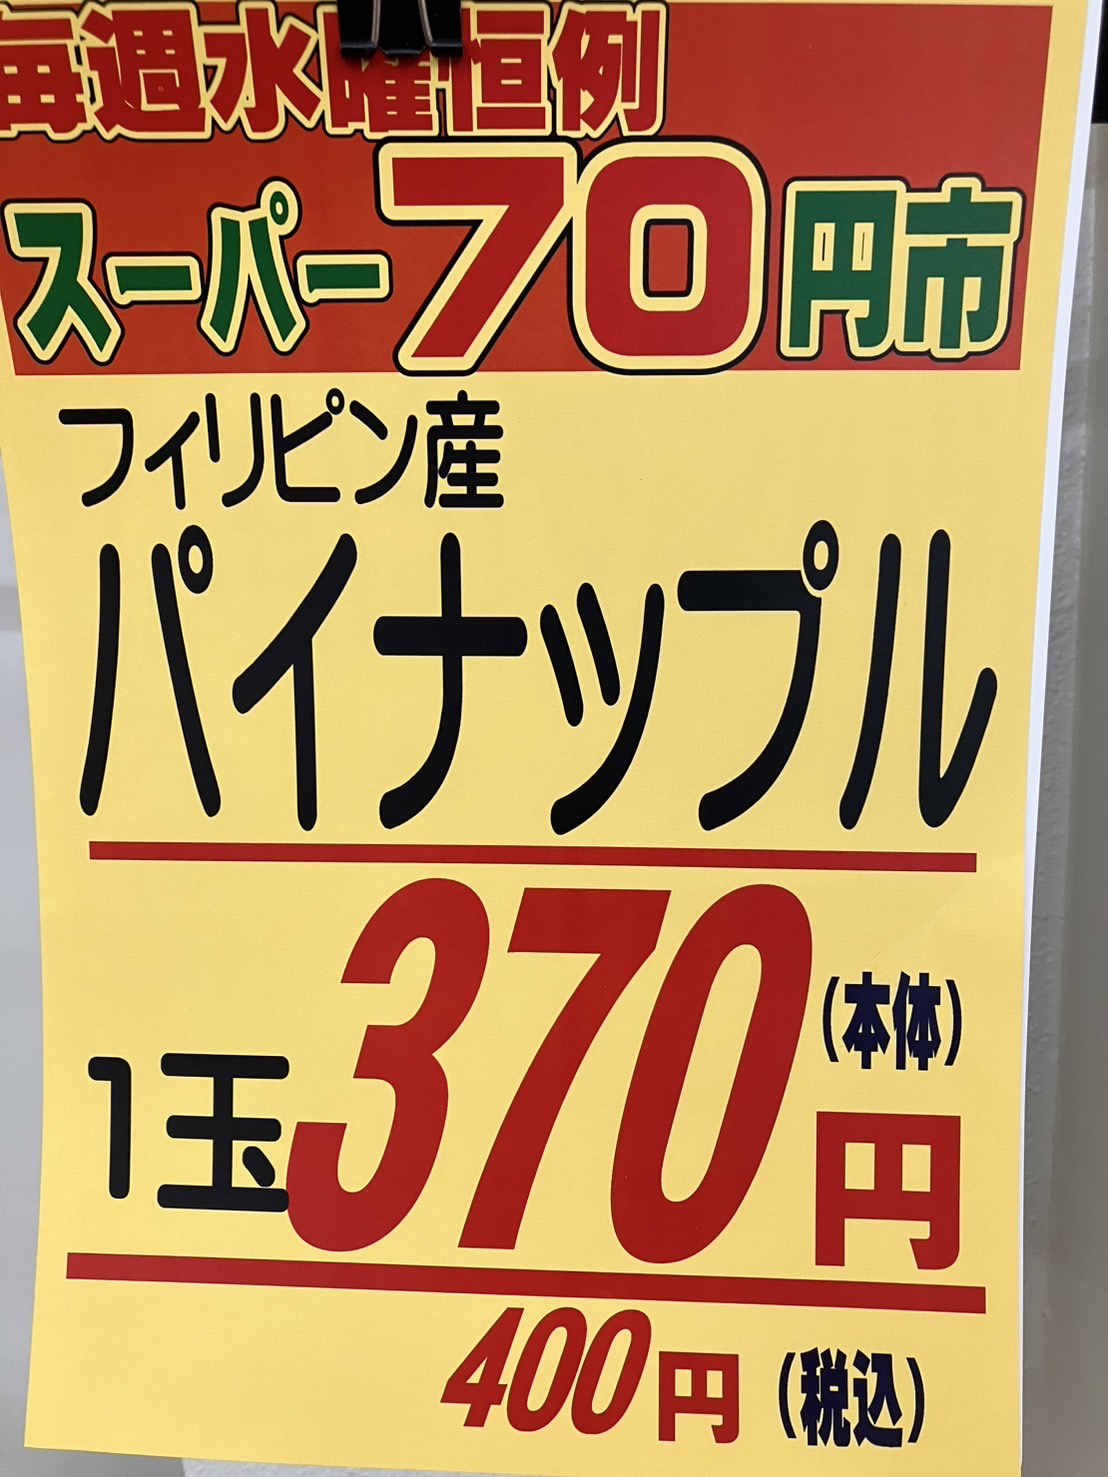 毎週水曜恒例
スーパー70円市
フィリピン産
パイナップル
1玉370円(本体)
400円(税込)